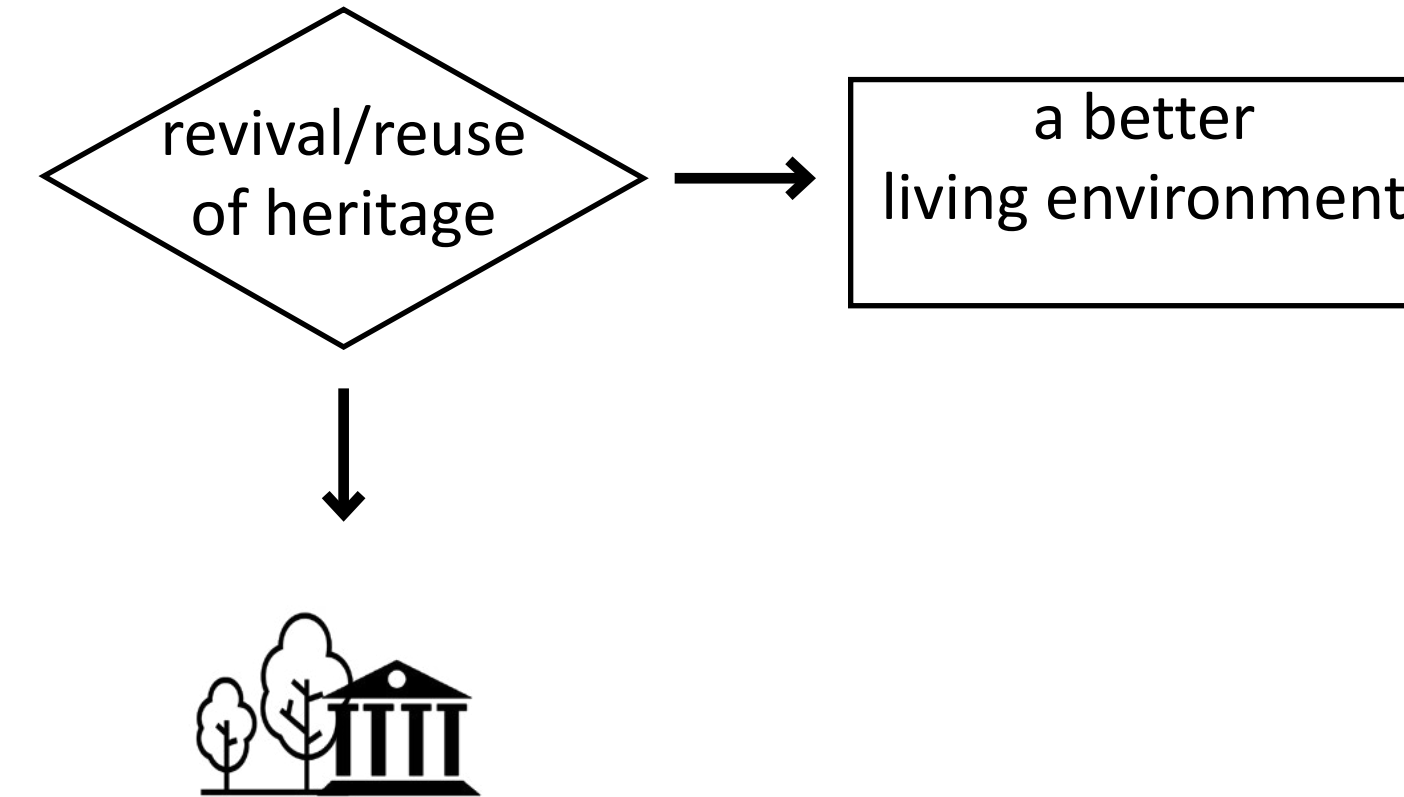 revival/reuse
of heritage
a better
living environment